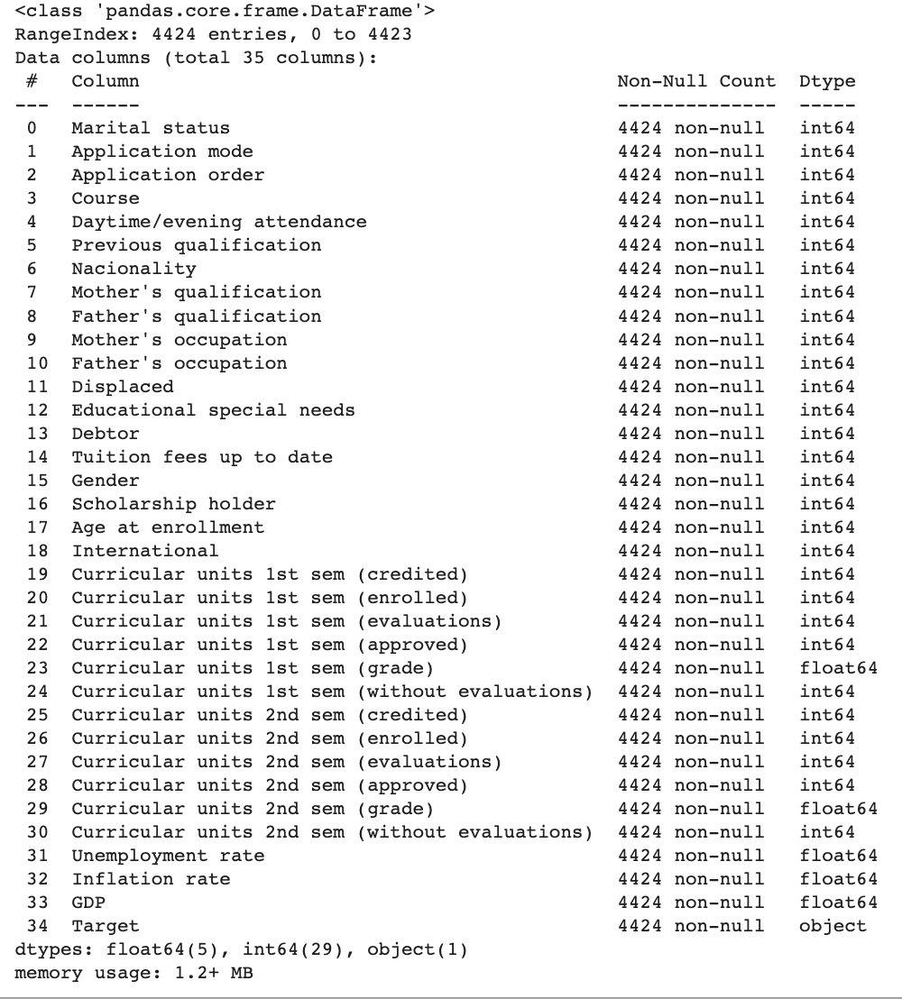 <class 'pandas.core.frame.DataFrame'>
RangeIndex: 4424 entries, 0 to 4423
Data columns (total 35 columns):
 #   Column                                          Non-Null Count  Dtype
---  ------                                          --------------  -----
 0   Marital status                                  4424 non-null   int64
 1   Application mode                                4424 non-null   int64
 2   Application order                               4424 non-null   int64
 3   Course                                          4424 non-null   int64
 4   Daytime/evening attendance                      4424 non-null   int64
 5   Previous qualification                          4424 non-null   int64
 6   Nacionality                                     4424 non-null   int64
 7   Mother's qualification                          4424 non-null   int64
 8   Father's qualification                          4424 non-null   int64
 9   Mother's occupation                             4424 non-null   int64
 10  Father's occupation                             4424 non-null   int64
 11  Displaced                                       4424 non-null   int64
 12  Educational special needs                       4424 non-null   int64
 13  Debtor                                          4424 non-null   int64
 14  Tuition fees up to date                         4424 non-null   int64
 15  Gender                                          4424 non-null   int64
 16  Scholarship holder                              4424 non-null   int64
 17  Age at enrollment                               4424 non-null   int64
 18  International                                   4424 non-null   int64
 19  Curricular units 1st sem (credited)             4424 non-null   int64
 20  Curricular units 1st sem (enrolled)             4424 non-null   int64
 21  Curricular units 1st sem (evaluations)          4424 non-null   int64
 22  Curricular units 1st sem (approved)             4424 non-null   int64
 23  Curricular units 1st sem (grade)                4424 non-null   float64
 24  Curricular units 1st sem (without evaluations)  4424 non-null   int64
 25  Curricular units 2nd sem (credited)             4424 non-null   int64
 26  Curricular units 2nd sem (enrolled)             4424 non-null   int64
 27  Curricular units 2nd sem (evaluations)          4424 non-null   int64
 28  Curricular units 2nd sem (approved)             4424 non-null   int64
 29  Curricular units 2nd sem (grade)                4424 non-null   float64
 30  Curricular units 2nd sem (without evaluations)  4424 non-null   int64
 31  Unemployment rate                               4424 non-null   float64
 32  Inflation rate                                  4424 non-null   float64
 33  GDP                                             4424 non-null   float64
 34  Target                                          4424 non-null   object
dtypes: float64(5), int64(29), object(1)
memory usage: 1.2+ MB